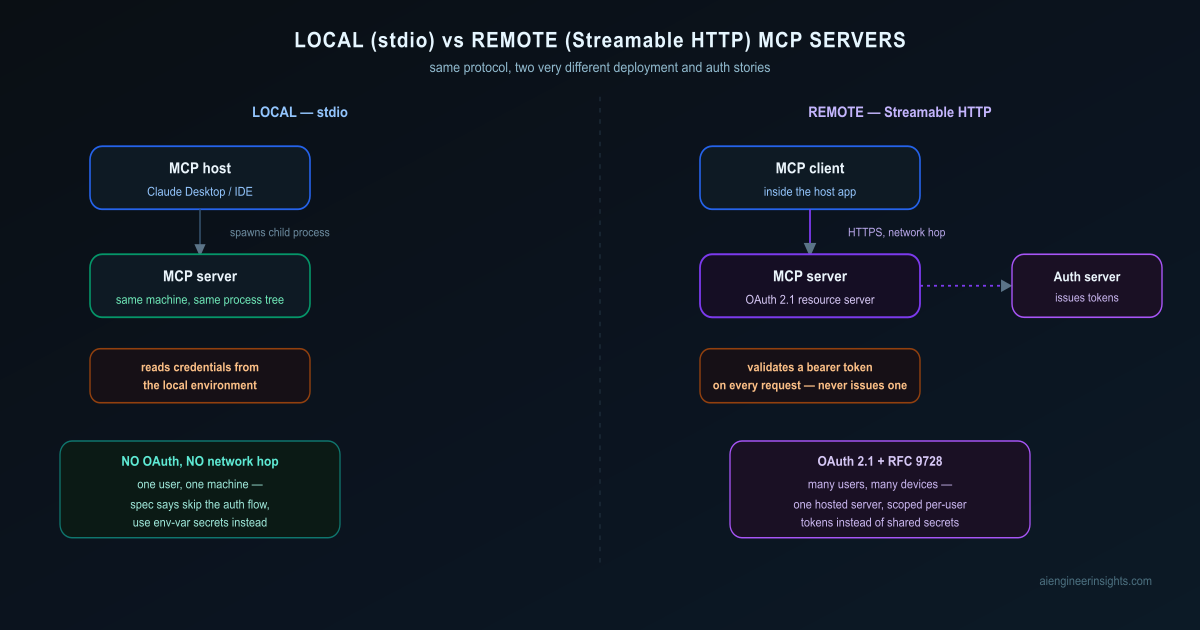 LOCAL (stdio) vs REMOTE (Streamable HTTP) MCP SERVERS
same protocol, two very different deployment and auth stories
LOCAL — stdio
MCP host
Claude Desktop / IDE
spawns child process
MCP server
same machine, same process tree
reads credentials from
the local environment
NO OAuth, NO network hop
one user, one machine —
spec says skip the auth flow,
use env-var secrets instead
REMOTE — Streamable HTTP
MCP client
inside the host app
HTTPS, network hop
MCP server
OAuth 2.1 resource server
Auth server
issues tokens
validates a bearer token
on every request — never issues one
OAuth 2.1 + RFC 9728
many users, many devices —
one hosted server, scoped per-user
tokens instead of shared secrets
aiengineerinsights.com